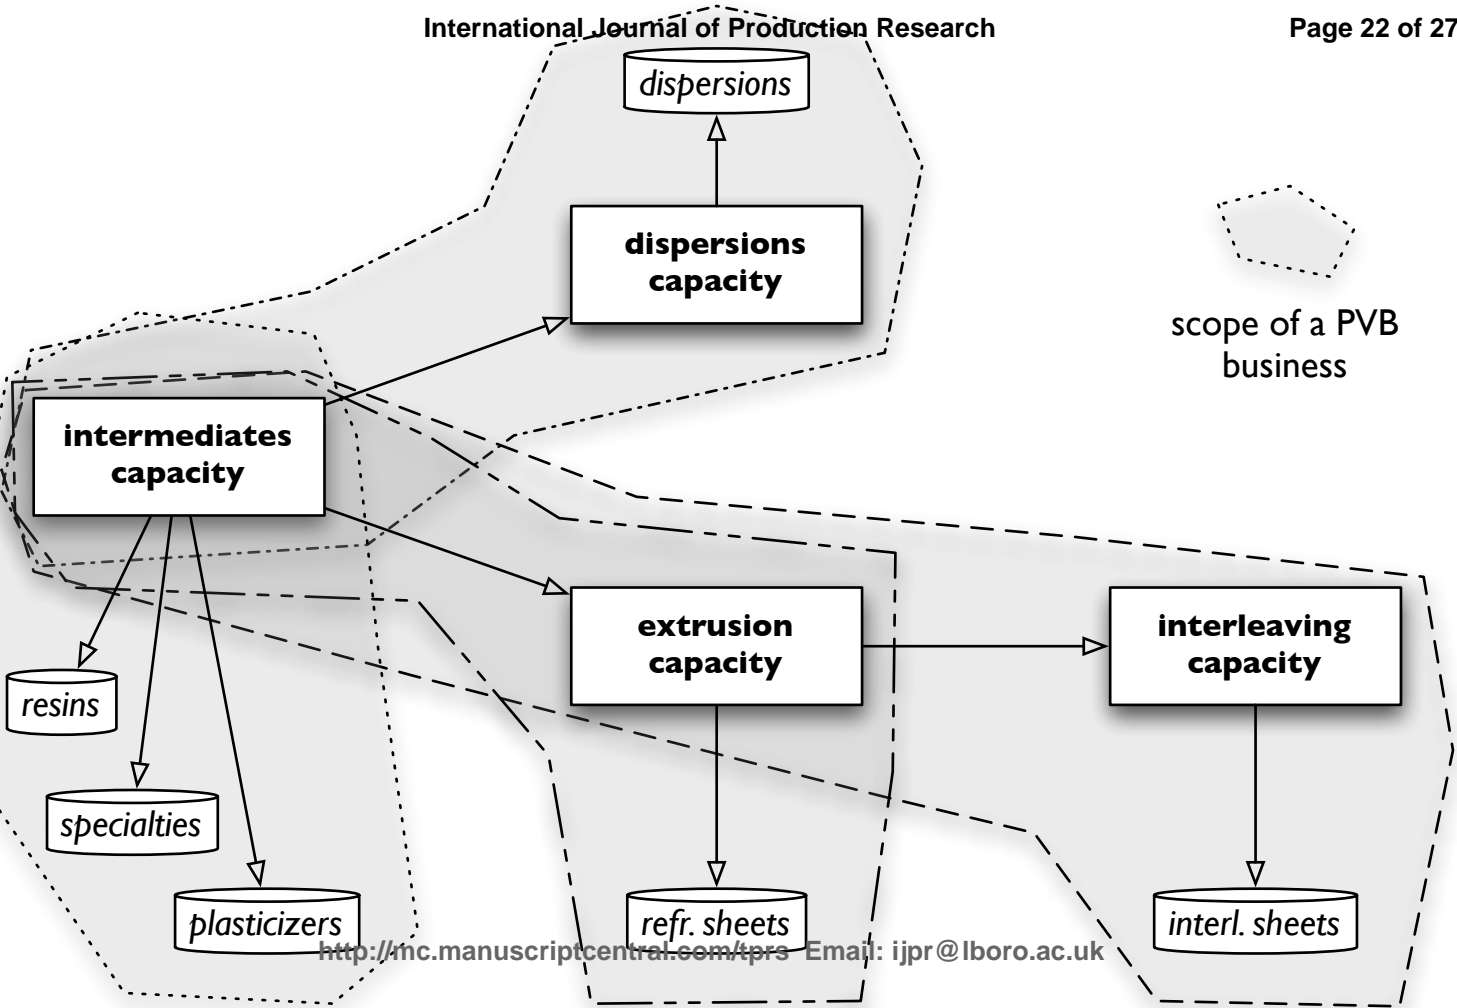 International Journal of Production Research
Page 22 of 27
dispersions
dispersions
capacity
scope of a PVB
business
intermediates
capacity
extrusion
capacity
interleaving
capacity
resins
specialties
plasticizers
refr. sheets
interl. sheets
http://mc.manuscriptcentral.com/tprs Email: ijpr@lboro.ac.uk